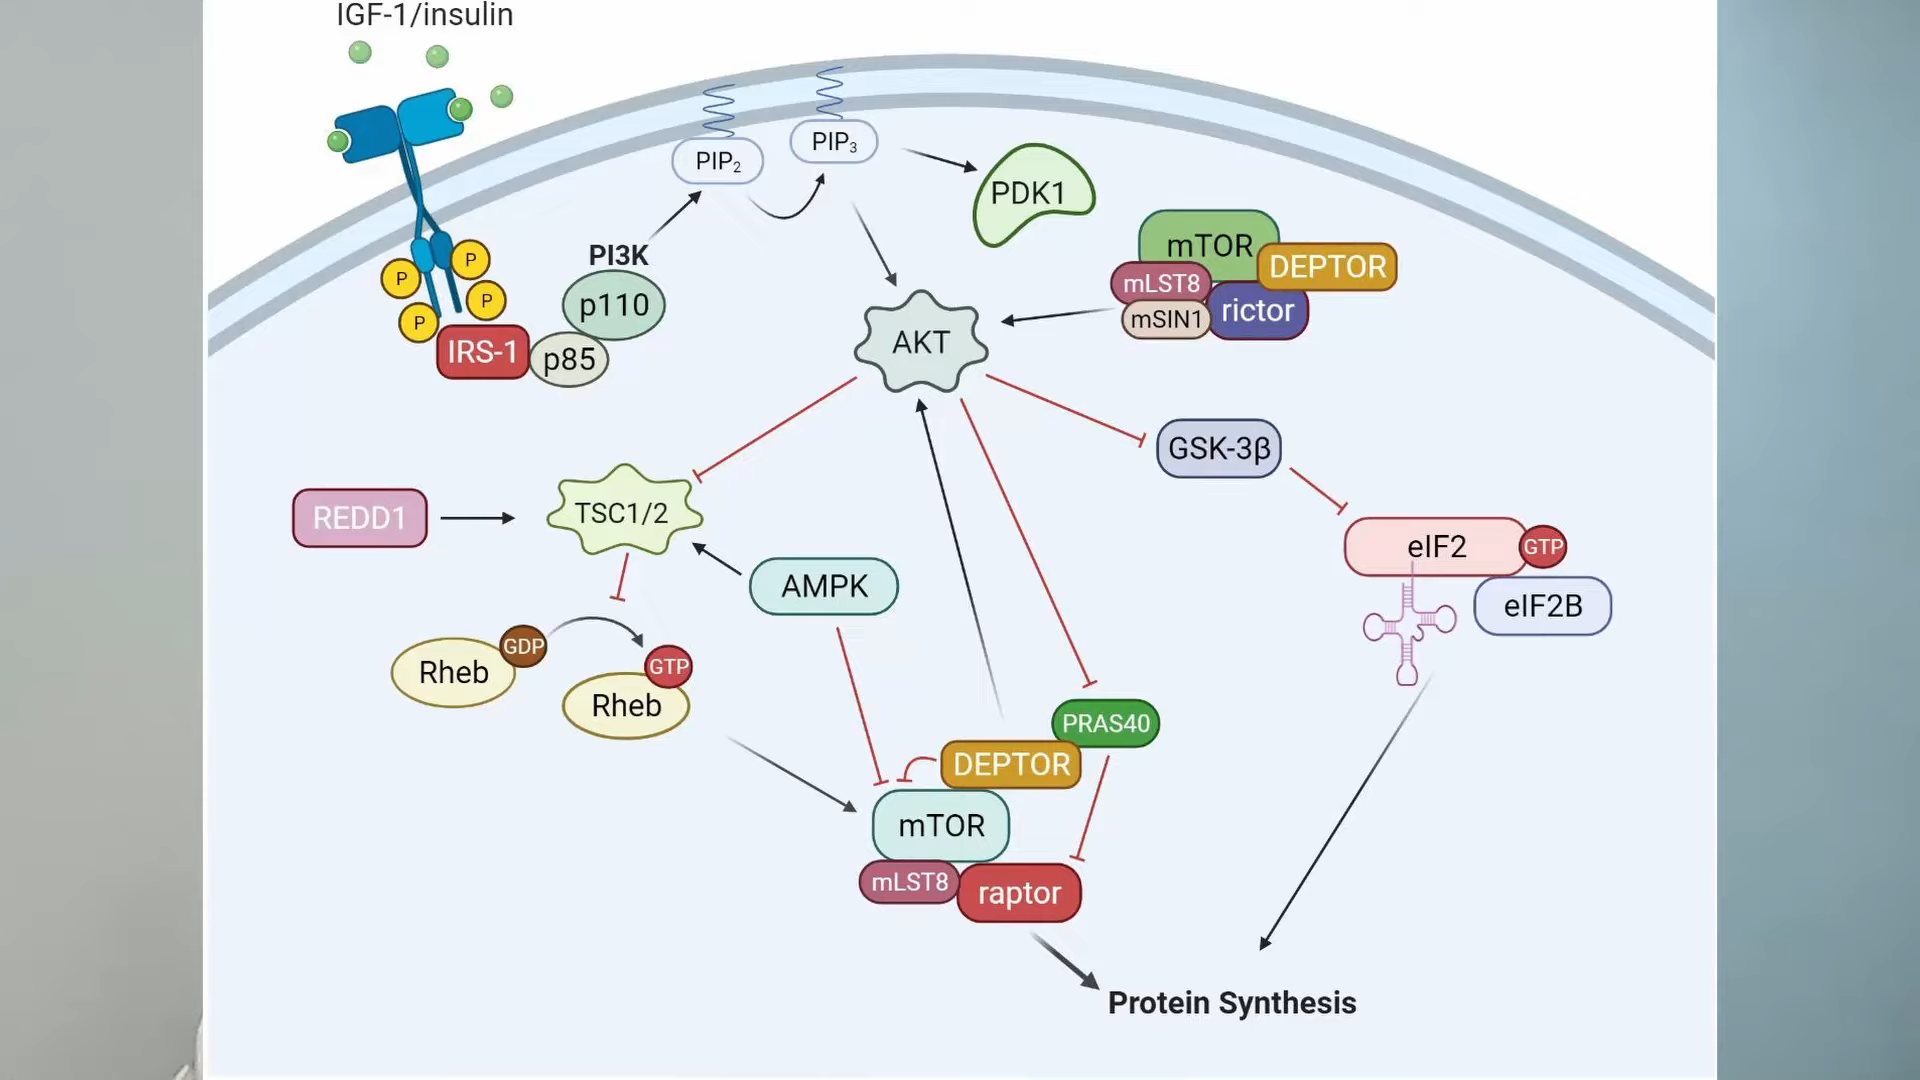 IGF-1/insulin
PIP2
PIP3
PDK1
PI3K
p110
P
P
P
P
IRS-1
p85
mTOR
DEPTOR
mLST8
mSIN1
rictor
AKT
GSK-3β
REDD1
TSC1/2
AMPK
eIF2
GTP
eIF2B
GDP
Rheb
GTP
Rheb
PRAS40
DEPTOR
mTOR
mLST8
raptor
Protein Synthesis